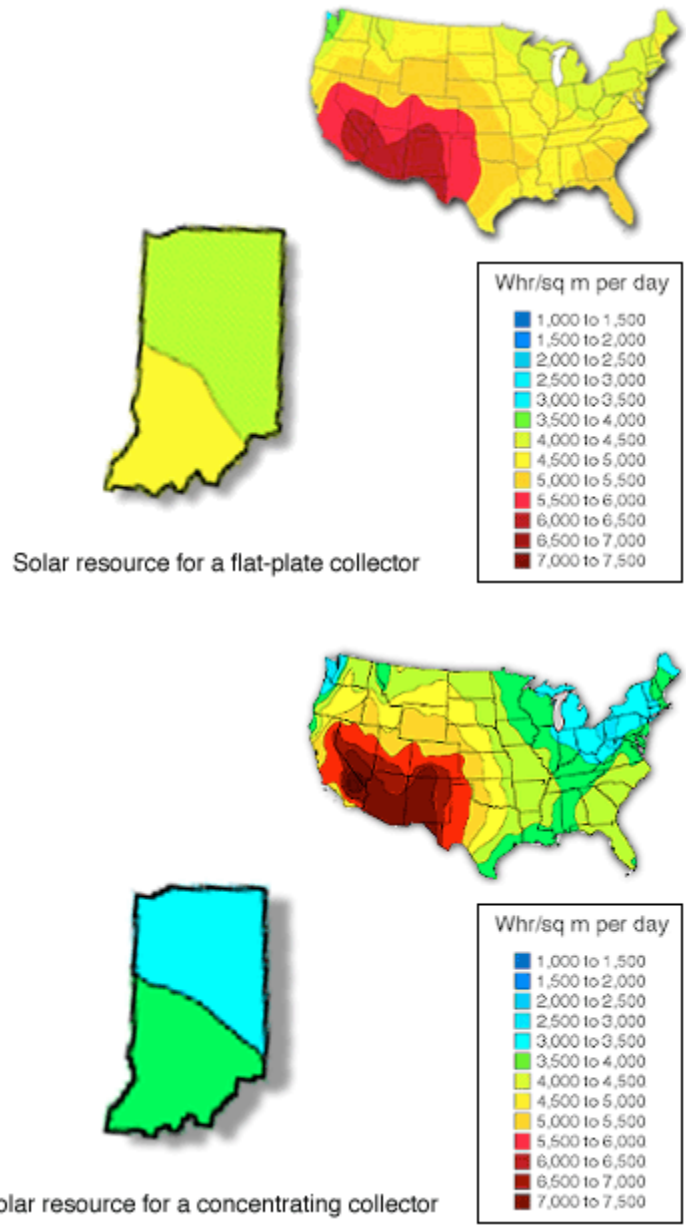 Whr/sq m per day
1,000 to 1,500
1,500 to 2,000
2,000 to 2,500
2,500 to 3,000
3,000 to 3,500
3,500 to 4,000
4,000 to 4,500
4,500 to 5,000
5,000 to 5,500
5,500 to 6,000
6,000 to 6,500
6,500 to 7,000
7,000 to 7,500
Solar resource for a flat-plate collector
Whr/sq m per day
1,000 to 1,500
1,500 to 2,000
2,000 to 2,500
2,500 to 3,000
3,000 to 3,500
3,500 to 4,000
4,000 to 4,500
4,500 to 5,000
5,000 to 5,500
5,500 to 6,000
6,000 to 6,500
6,500 to 7,000
7,000 to 7,500
olar resource for a concentrating collector